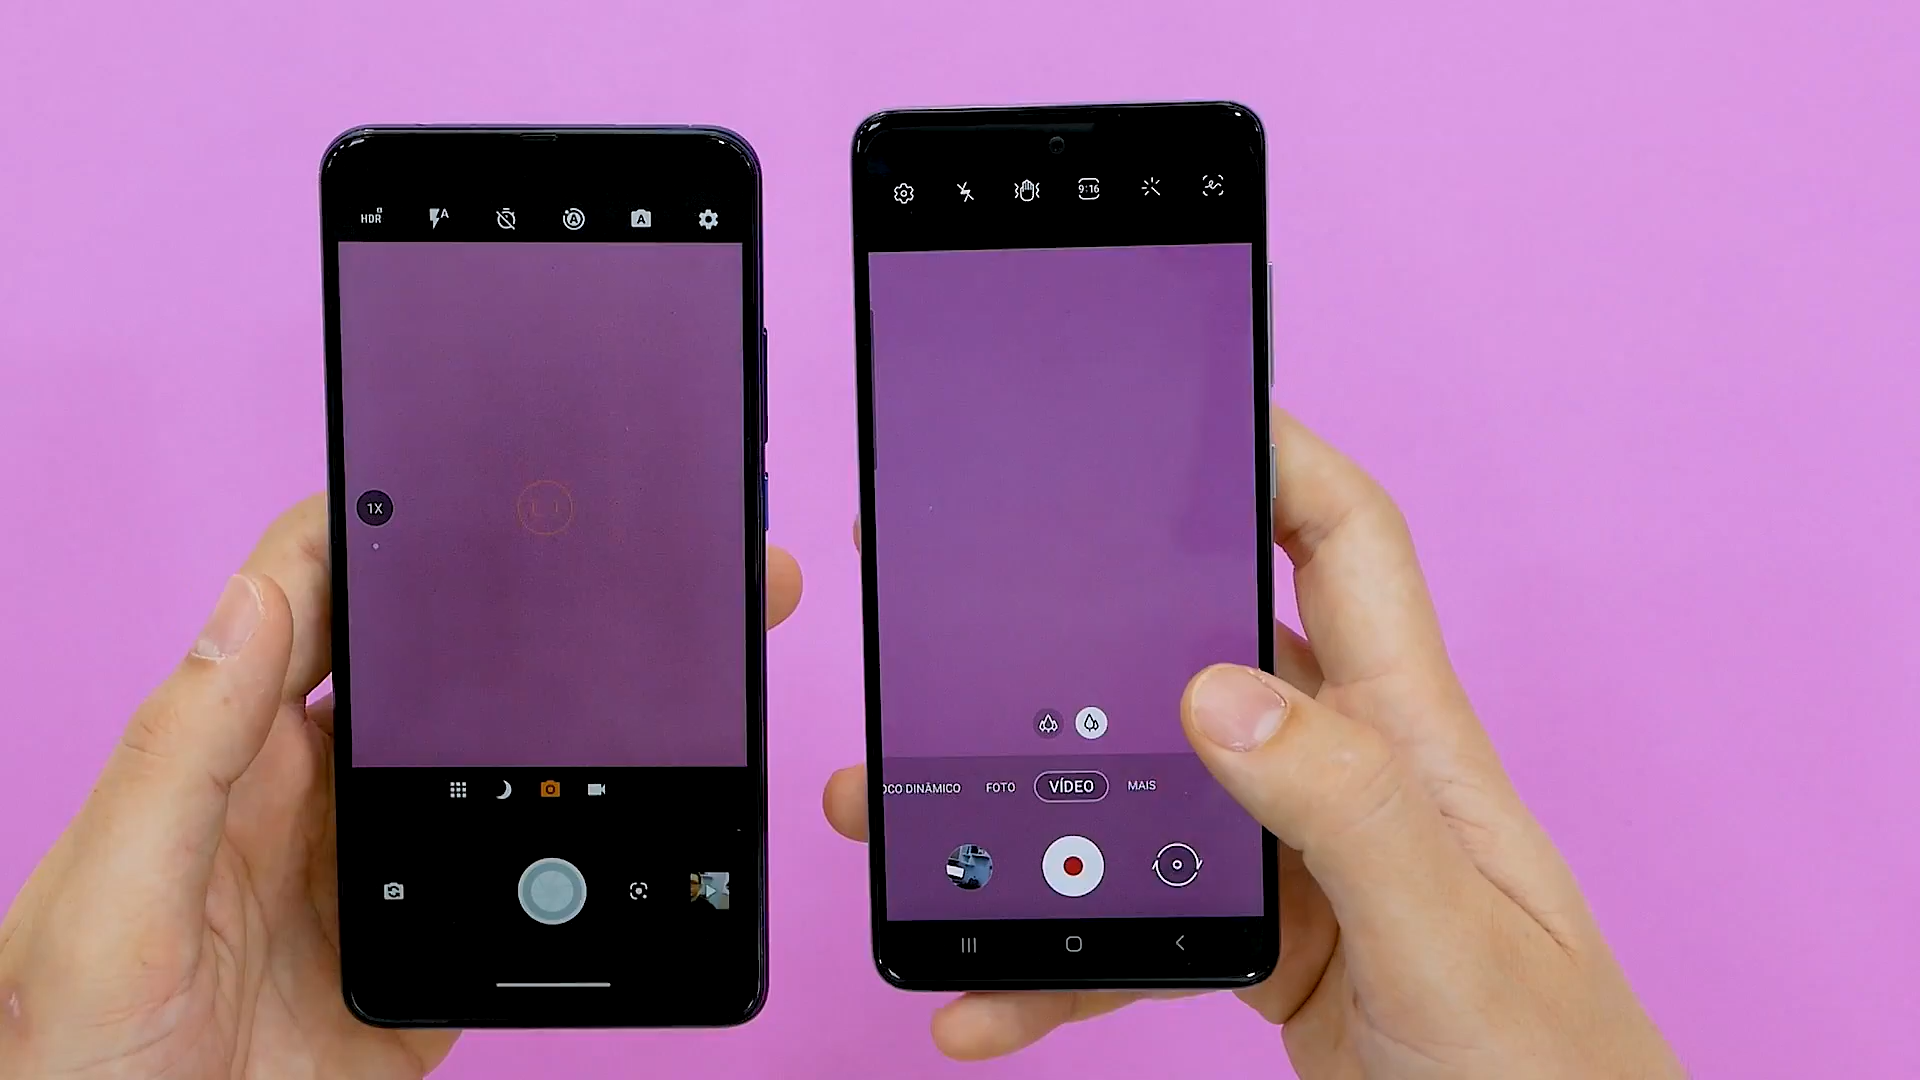 HDR
A
A
A
1X
9:16
OCO DINÂMICO
FOTO
VÍDEO
MAIS